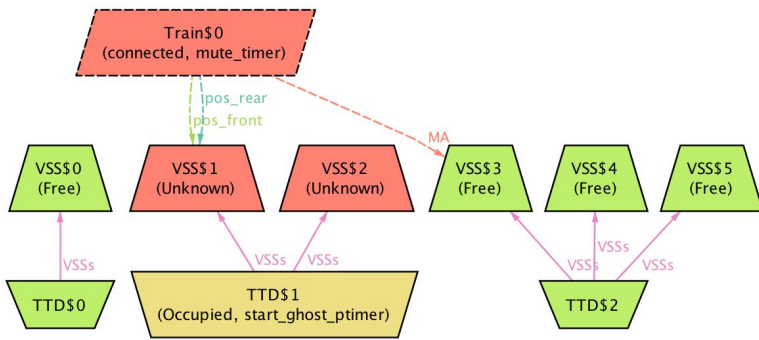 Train$0
(connected, mute_timer)
pos_rear
pos_front
MA
VSS$0
(Free)
VSS$1
(Unknown)
VSS$2
(Unknown)
VSS$3
(Free)
VSS$4
(Free)
VSS$5
(Free)
VSSs
VSSs
VSSs
VSSs
VSSs
VSSs
TTD$0
TTD$1
(Occupied, start_ghost_ptimer)
TTD$2